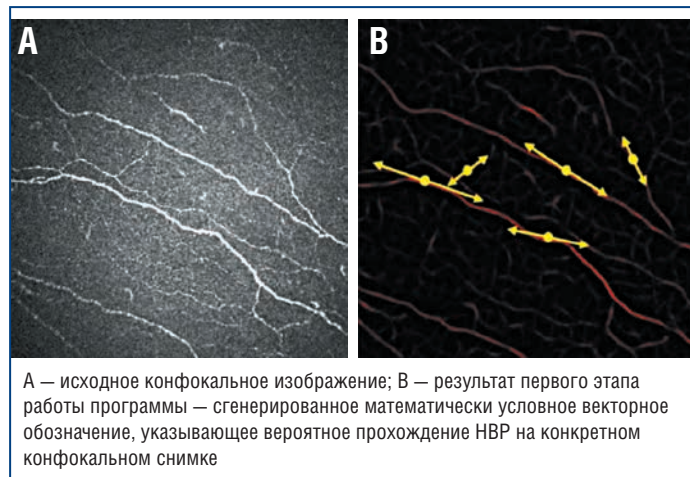 A
B
А — исходное конфокальное изображение; В — результат первого этапа
работы программы — сгенерированное математически условное векторное
обозначение, указывающее вероятное прохождение НВР на конкретном
конфокальном снимке